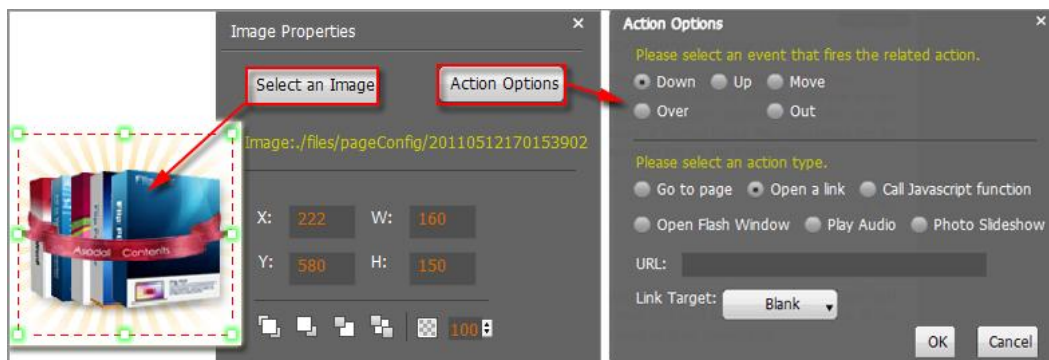 Image Properties
×
Select an Image
Action Options
Image:./files/pageConfig/20110512170153902
X: 222 W: 160
Y: 580 H: 150
100
Asadal Contents
Action Options
×
Please select an event that fires the related action.
Down Up Move
Over Out
Please select an action type.
Go to page Open a link Call Javascript function
Open Flash Window Play Audio Photo Slideshow
URL:
Link Target: Blank
OK Cancel